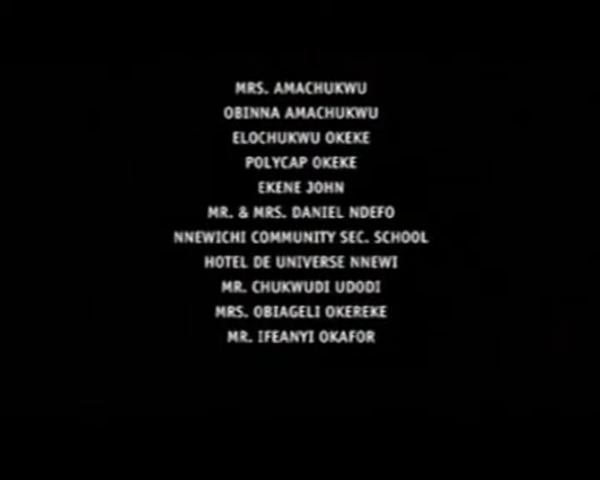 MRS. AMACHUKWU
OBINNA AMACHUKWU
ELOCHUKWU OKEKE
POLYCAP OKEKE
EKENE JOHN
MR. & MRS. DANIEL NDEFO
NNEWICHI COMMUNITY SEC. SCHOOL
HOTEL DE UNIVERSE NNEWI
MR. CHUKWUDI UDODI
MRS. OBIAGELI OKEREKE
MR. IFEANYI OKAFOR